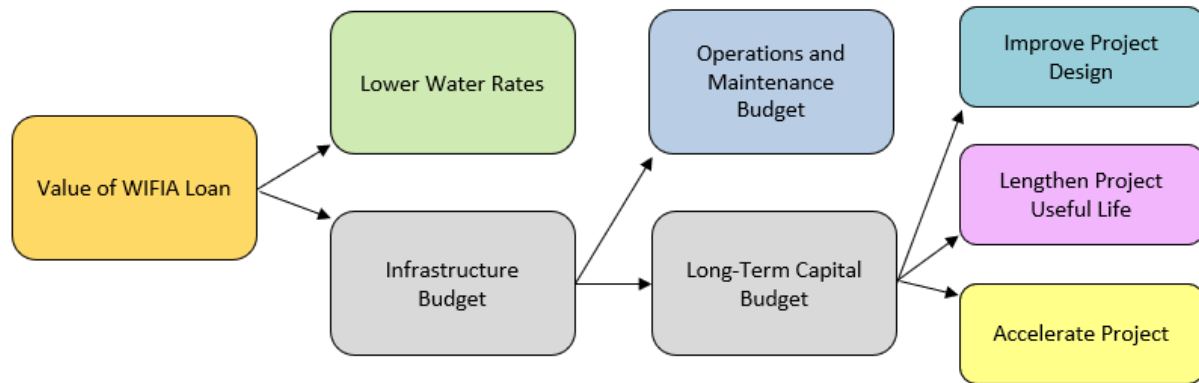 Value of WIFIA Loan
Lower Water Rates
Infrastructure
Budget
Operations and
Maintenance
Budget
Long-Term Capital
Budget
Improve Project
Design
Lengthen Project
Useful Life
Accelerate Project